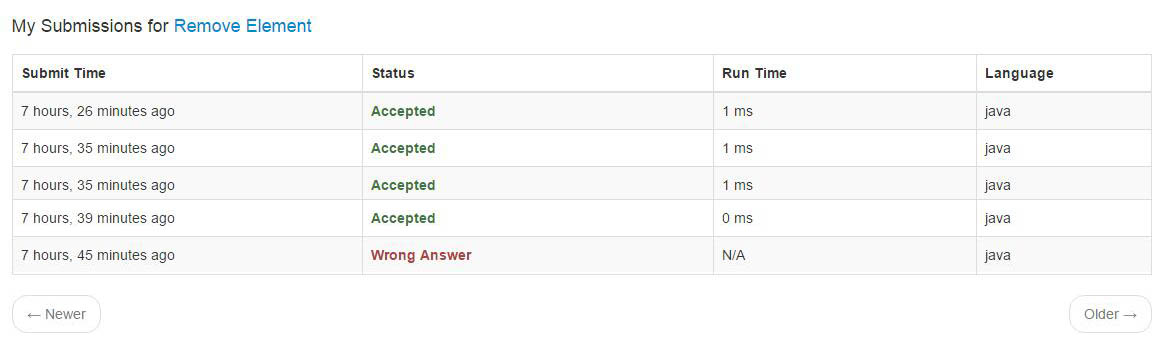 My Submissions for Remove Element
Submit Time Status Run Time Language
7 hours, 26 minutes ago Accepted 1 ms java
7 hours, 35 minutes ago Accepted 1 ms java
7 hours, 35 minutes ago Accepted 1 ms java
7 hours, 39 minutes ago Accepted 0 ms java
7 hours, 45 minutes ago Wrong Answer N/A java
← Newer Older →